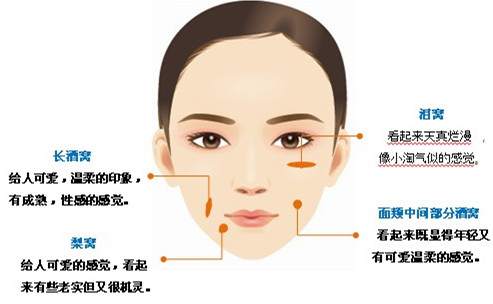 泪窝
看起来天真烂漫，
像小淘气似的感觉。
长酒窝
给人可爱，温柔的印象，
有成熟，性感的感觉。
面颊中间部分酒窝
看起来既显得年轻又
有可爱温柔的感觉。
梨窝
给人可爱的感觉，看起
来有些老实但又很机灵。